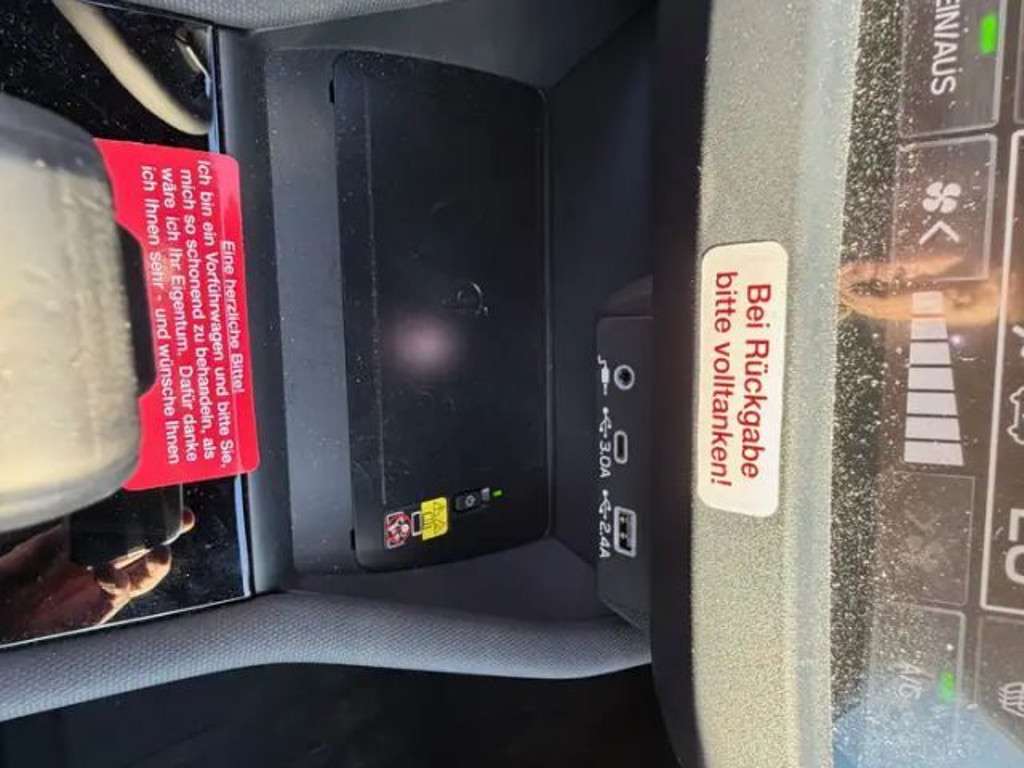 EIN/AUS
A/C
Bei Rückgabe
bitte volltanken!
3.0A
2.4A
Eine herzliche Bitte!
Ich bin ein Vorführwagen und bitte Sie,
mich so schonend zu behandeln, als
wäre ich Ihr Eigentum. Dafür danke
ich Ihnen sehr - und wünsche Ihnen